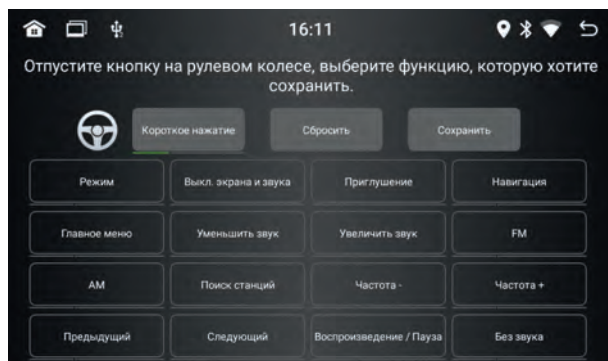 16:11
Отпустите кнопку на рулевом колесе, выберите функцию, которую хотите
сохранить.
Короткое нажатие Сбросить Сохранить
Режим Выкл. экрана и звука Приглушение Навигация
Главное меню Уменьшить звук Увеличить звук FM
AM Поиск станций Частота - Частота +
Предыдущий Следующий Воспроизведение / Пауза Без звука